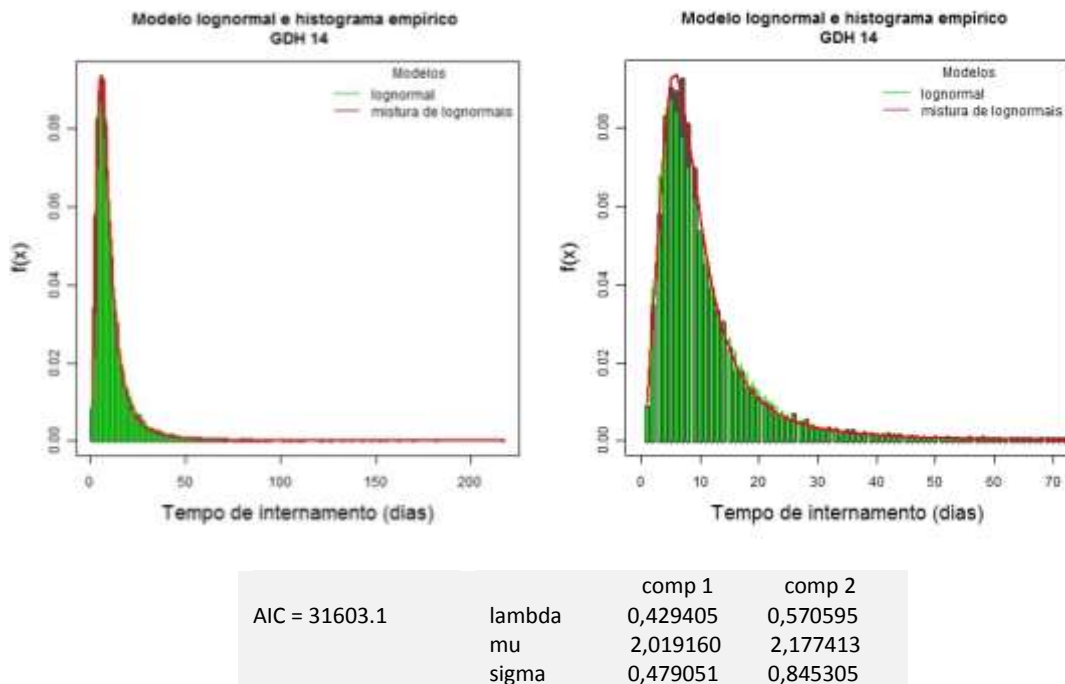 Modelo lognormal e histograma empírico
GDH 14
Modelos
lognormal
mistura de lognormais
f(x)
0.08
0.06
0.04
0.02
0.00
0 50 100 150 200
Tempo de internamento (dias)
Modelo lognormal e histograma empírico
GDH 14
Modelos
lognormal
mistura de lognormais
f(x)
0.08
0.06
0.04
0.02
0.00
0 10 20 30 40 50 60 70
Tempo de internamento (dias)
comp 1 comp 2
AIC = 31603.1 lambda 0,429405 0,570595
mu 2,019160 2,177413
sigma 0,479051 0,845305